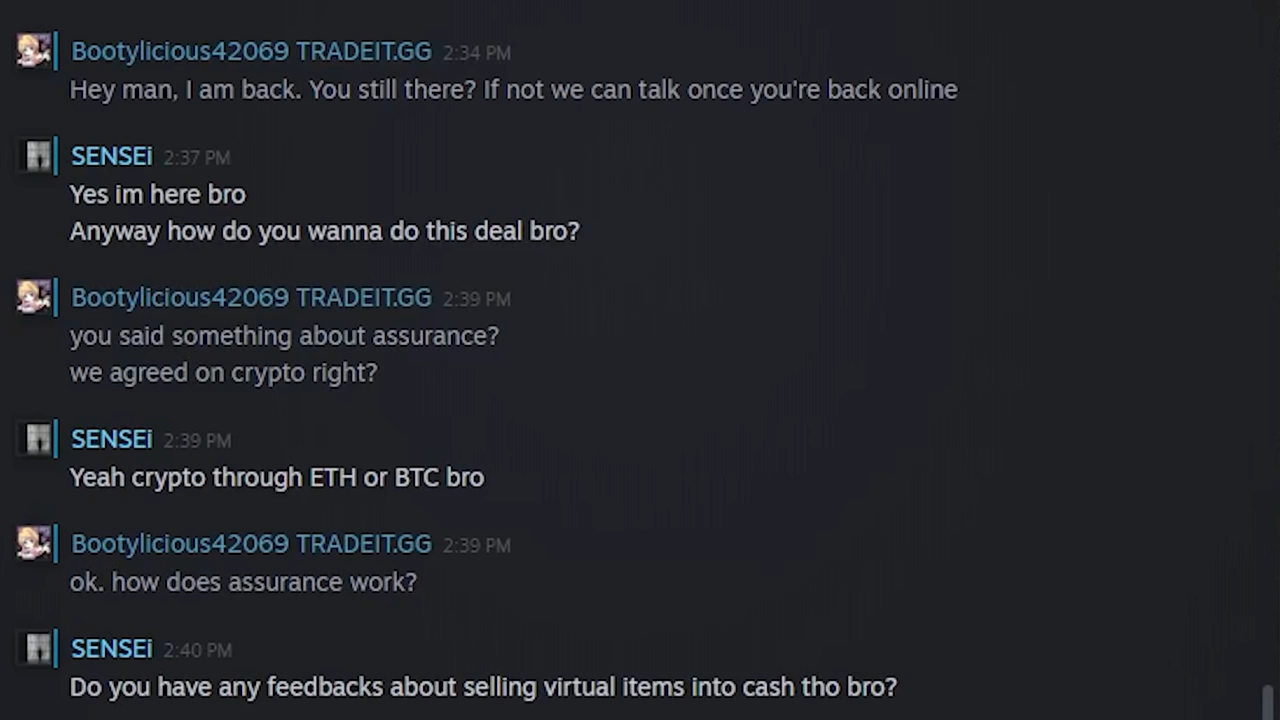 Bootylicious42069 TRADEIT.GG 2:34 PM
Hey man, I am back. You still there? If not we can talk once you're back online
SENSEi 2:37 PM
Yes im here bro
Anyway how do you wanna do this deal bro?
Bootylicious42069 TRADEIT.GG 2:39 PM
you said something about assurance?
we agreed on crypto right?
SENSEi 2:39 PM
Yeah crypto through ETH or BTC bro
Bootylicious42069 TRADEIT.GG 2:39 PM
ok. how does assurance work?
SENSEi 2:40 PM
Do you have any feedbacks about selling virtual items into cash tho bro?